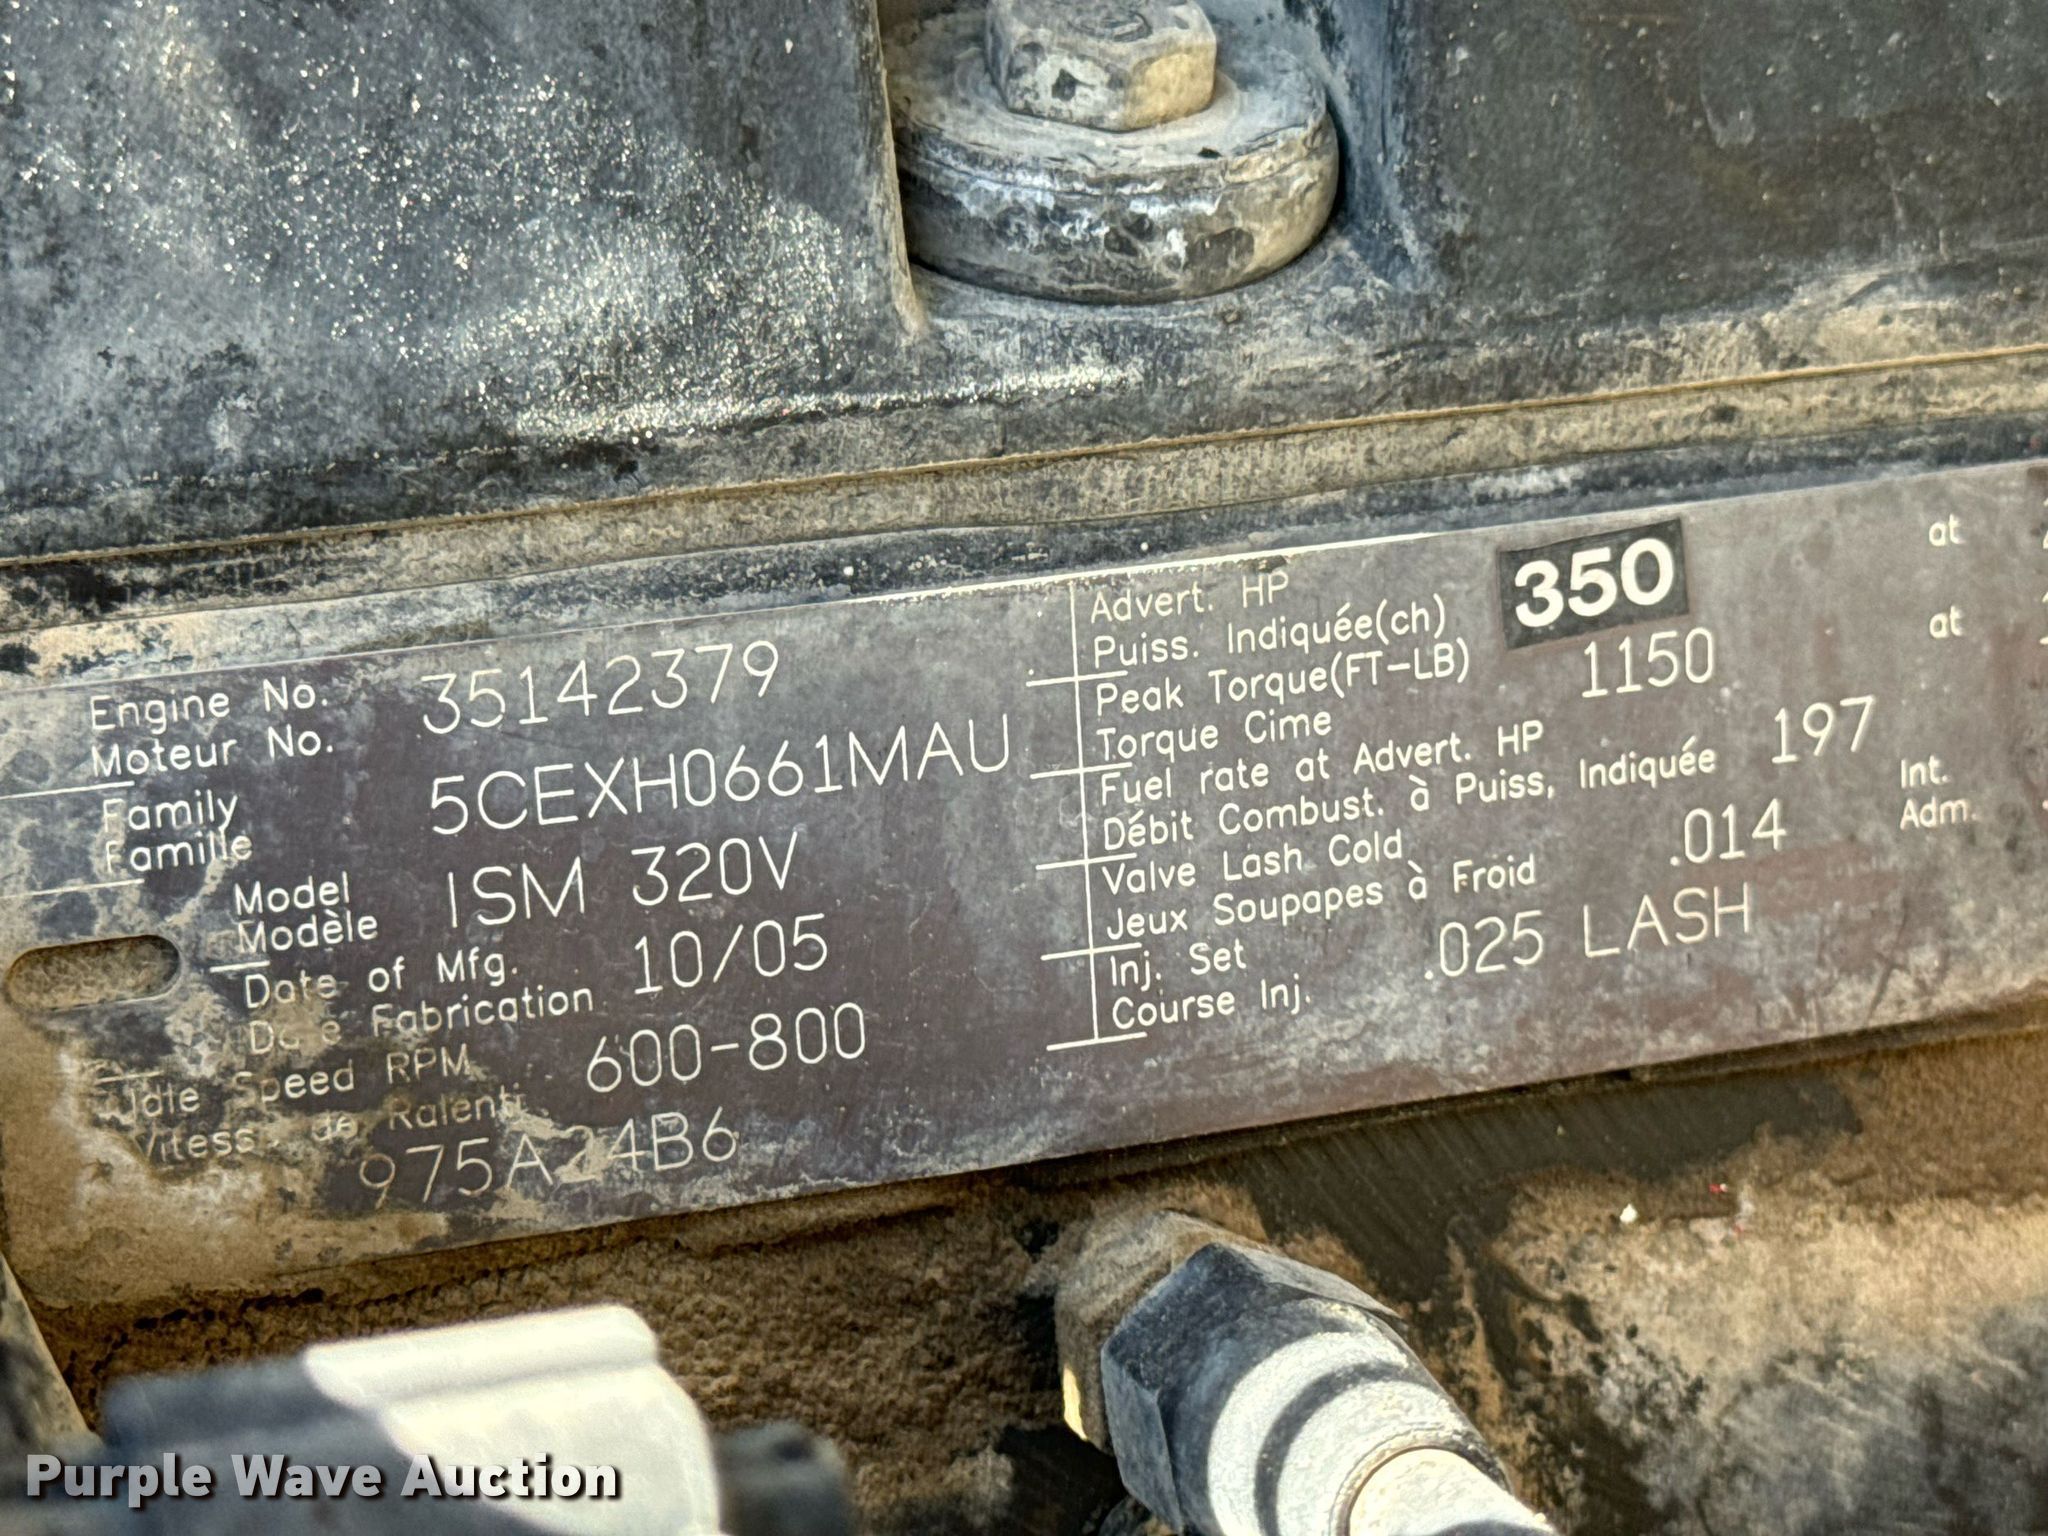 Engine No. 35142379
Moteur No.
Family 5CEXH0661MAU
Famille
Model ISM 320V
Modèle
Date of Mfg. 10/05
Fabrication
Idle Speed RPM 600-800
de Ralenti
975A24B6
Advert. HP 350 at
Puiss. Indiquée(ch)
Peak Torque(FT-LB) 1150 at
Torque Cime
Fuel rate at Advert. HP 197
Débit Combust. à Puiss, Indiquée
Valve Lash Cold .014 Int.
Jeux Soupapes à Froid Adm.
Inj. Set .025 LASH
Course Inj.
Purple Wave Auction